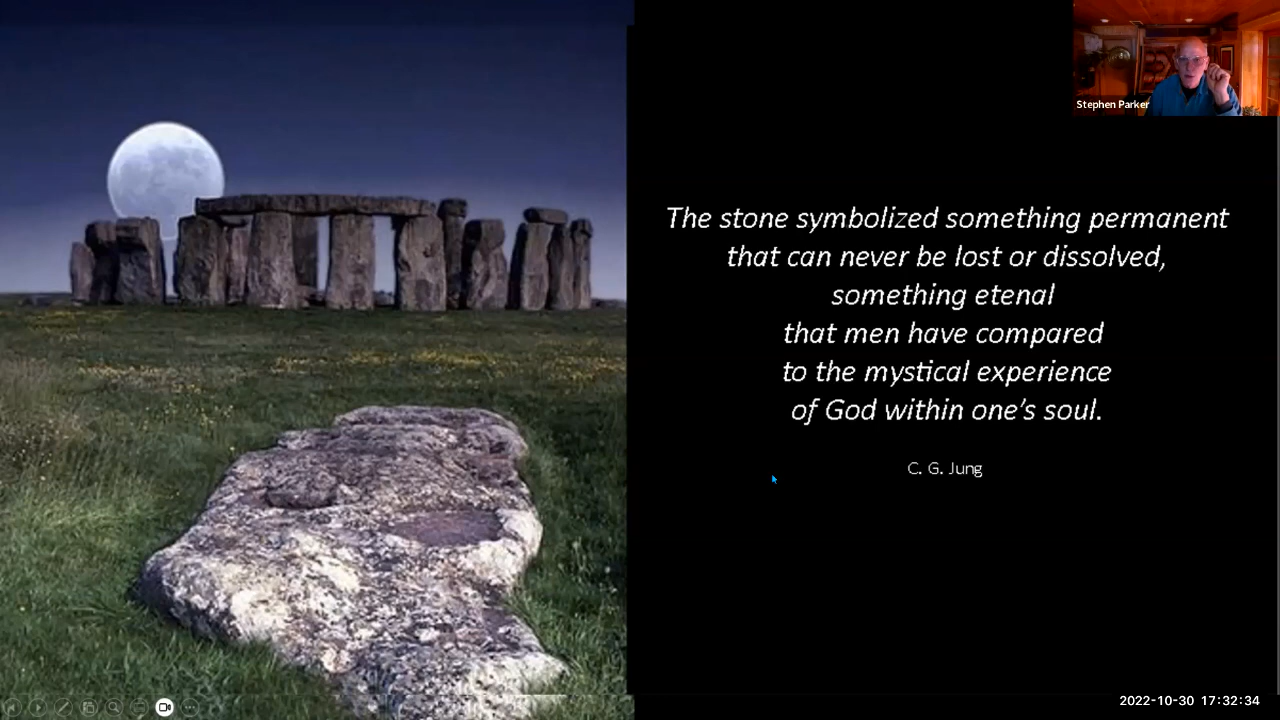 Stephen Parker
The stone symbolized something permanent
that can never be lost or dissolved,
something etenal
that men have compared
to the mystical experience
of God within one’s soul.
C. G. Jung
2022-10-30 17:32:34